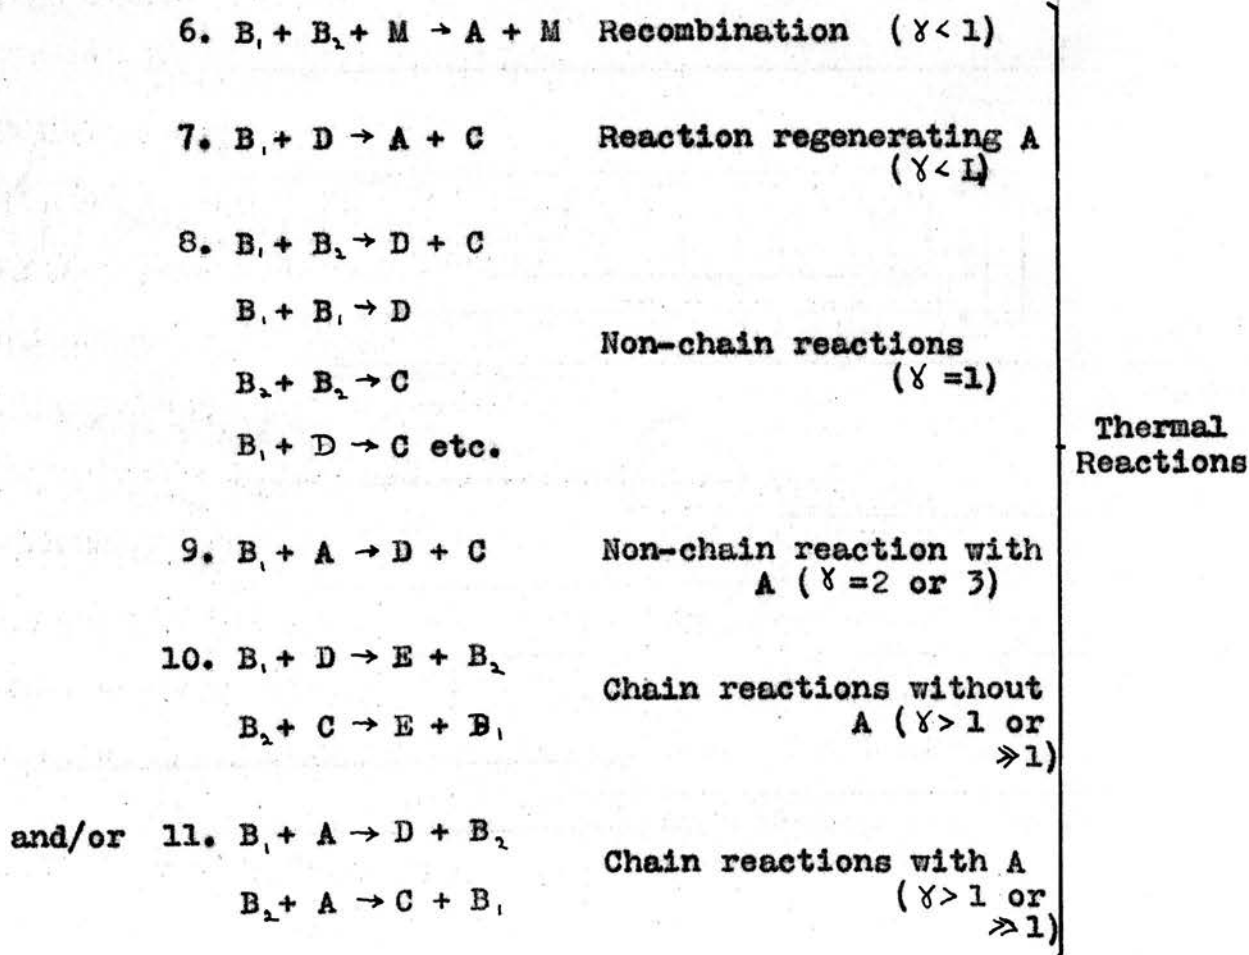 6. B₁ + B₂ + M → A + M Recombination (γ< 1)
7. B₁ + D → A + C Reaction regenerating A
(γ< 1)
8. B₁ + B₂ → D + C
B₁ + B₁ → D
Non-chain reactions
B₂ + B₂ → C (γ =1)
Thermal
B₁ + D → C etc.
Reactions
9. B₁ + A → D + C Non-chain reaction with
A (γ =2 or 3)
10. B₁ + D → E + B₂
Chain reactions without
B₂ + C → E + B₁ A (γ> 1 or
≫1)
and/or 11. B₁ + A → D + B₂
Chain reactions with A
B₂ + A → C + B₁ (γ> 1 or
≫1)